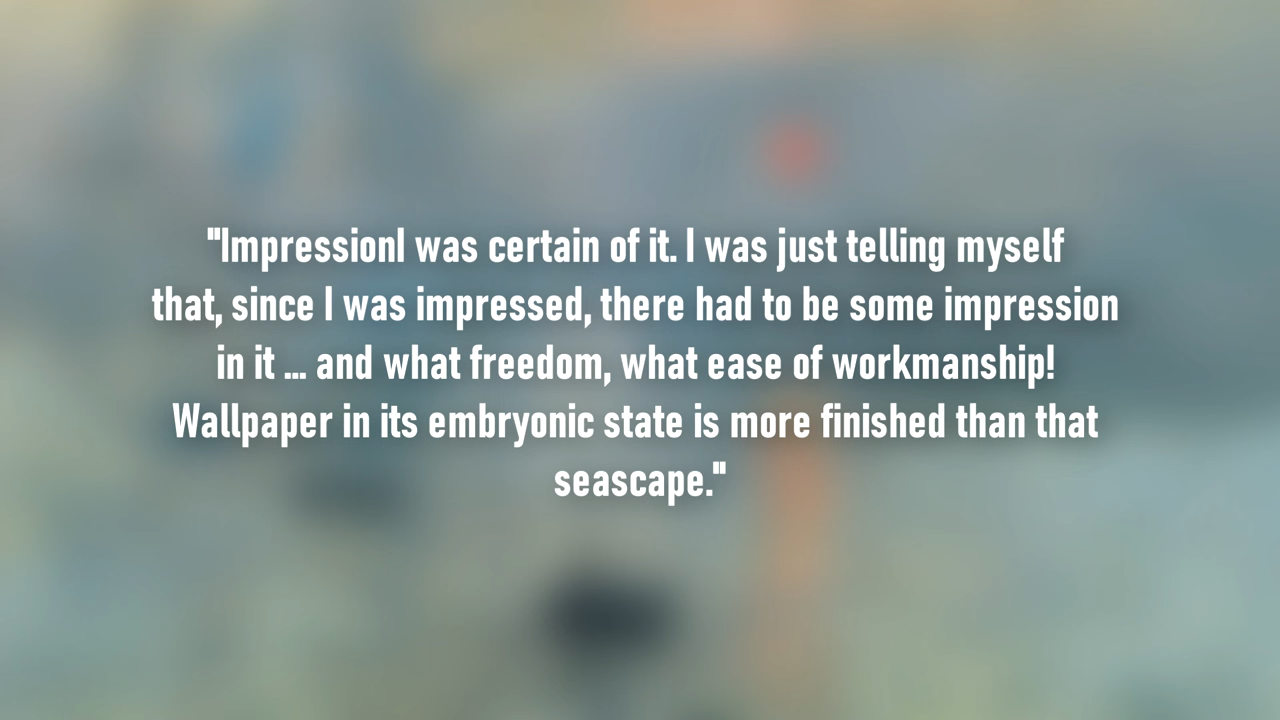 "ImpressionI was certain of it. I was just telling myself
that, since I was impressed, there had to be some impression
in it ... and what freedom, what ease of workmanship!
Wallpaper in its embryonic state is more finished than that
seascape."